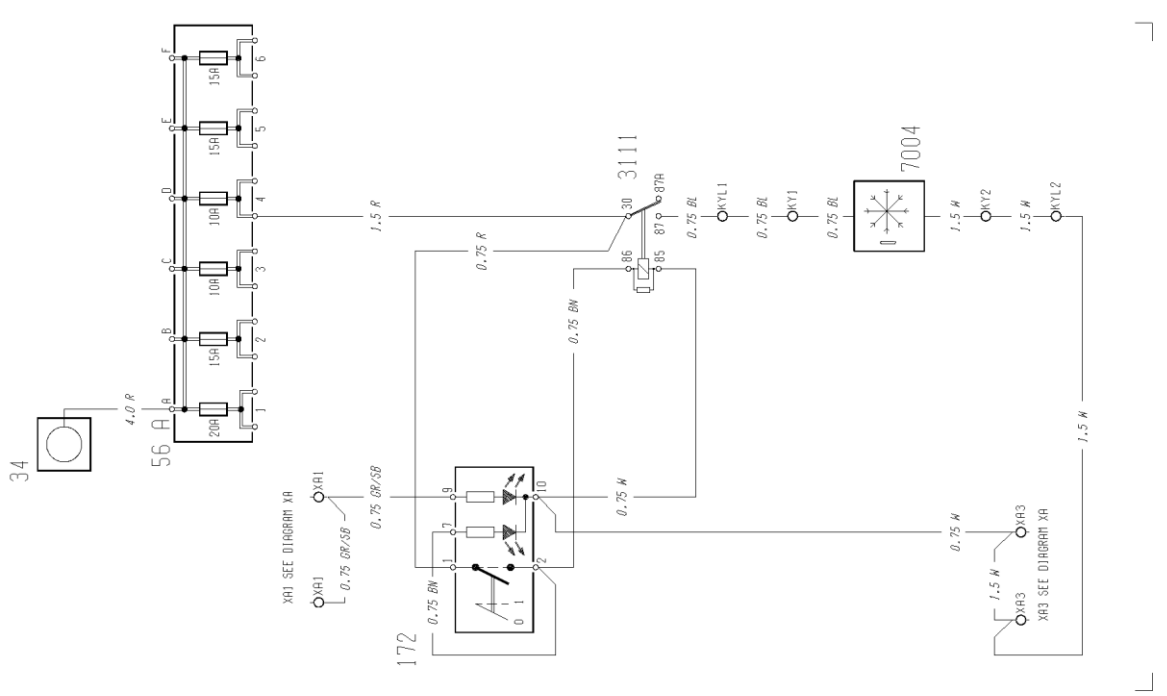 34
4.0 R
56 A
A
B
C
D
E
F
20A
15A
10A
10A
15A
15A
1
2
3
4
5
6
1.5 R
0.75 R
3111
30
87A
87
86
85
0.75 BL
KYL1
0.75 BL
KY1
0.75 BL
7004
1.5 W
KY2
1.5 W
KYL2
0.75 BN
1.5 W
XA1 SEE DIAGRAM XA
XA1
XA1
0.75 GR/SB
0.75 GR/SB
0.75 BN
172
9
7
1
10
2
0 1
0.75 W
0.75 W
1.5 W
XA3
XA3
XA3 SEE DIAGRAM XA